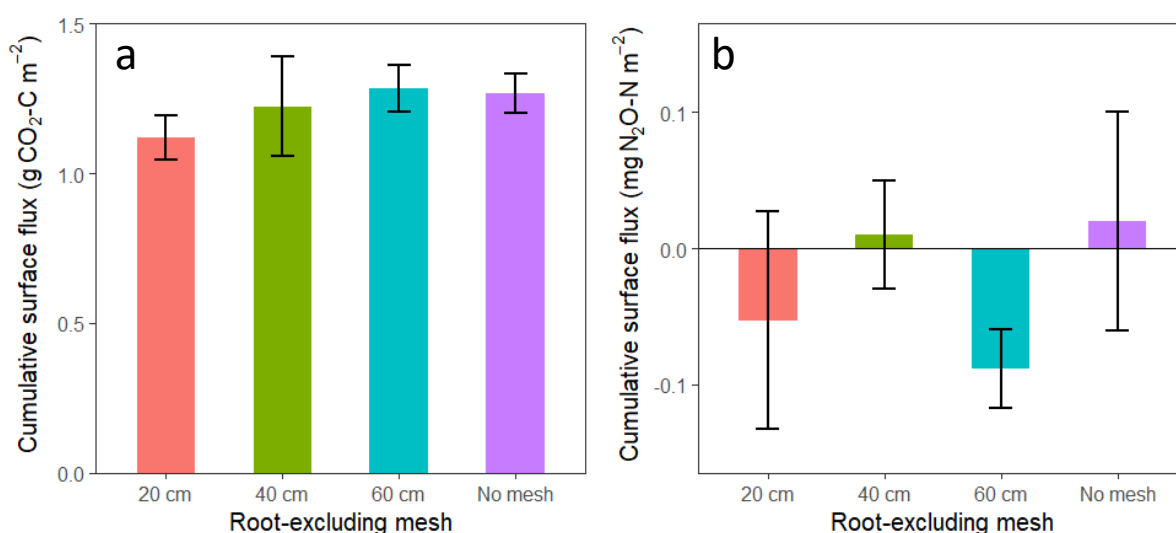 a
Cumulative surface flux (g CO₂-C m⁻²)
1.5
1.0
0.5
0.0
20 cm 40 cm 60 cm No mesh
Root-excluding mesh
b
Cumulative surface flux (mg N₂O-N m⁻²)
0.1
0.0
-0.1
20 cm 40 cm 60 cm No mesh
Root-excluding mesh